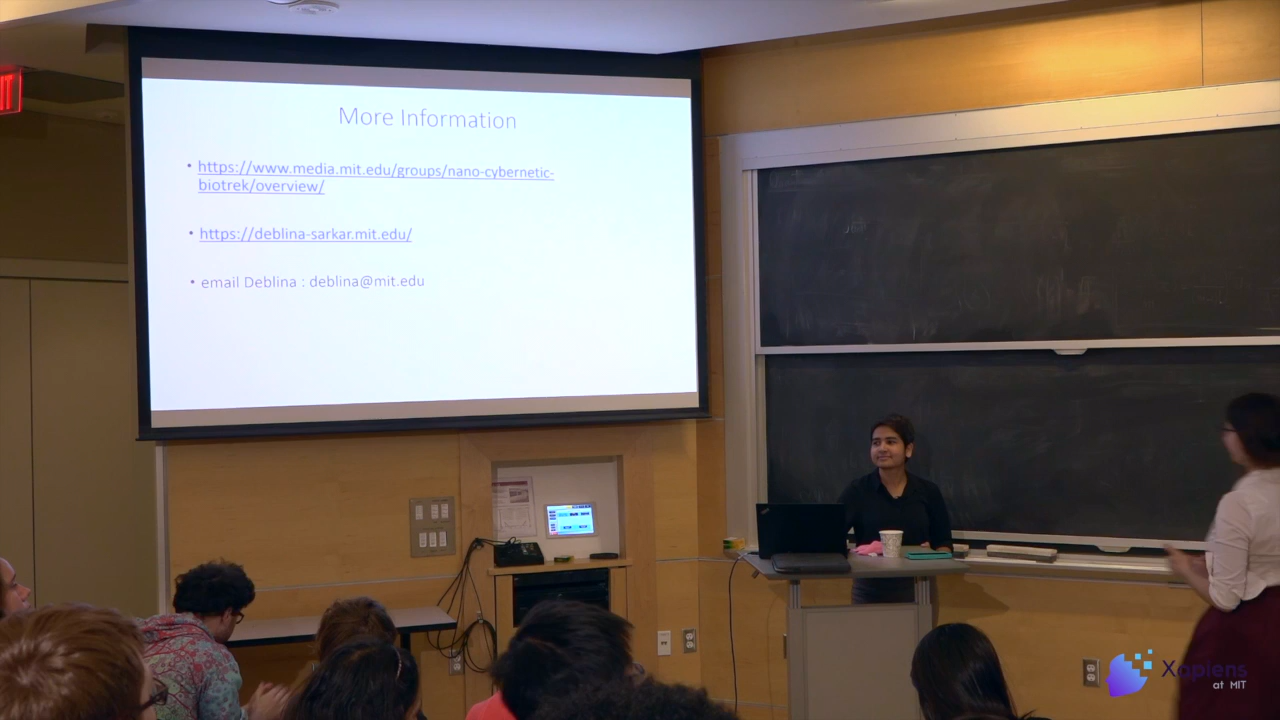 More Information
• https://www.media.mit.edu/groups/nano-cybernetic-
biotrek/overview/
• https://deblina-sarkar.mit.edu/
• email Deblina : deblina@mit.edu
Xapiens
at MIT